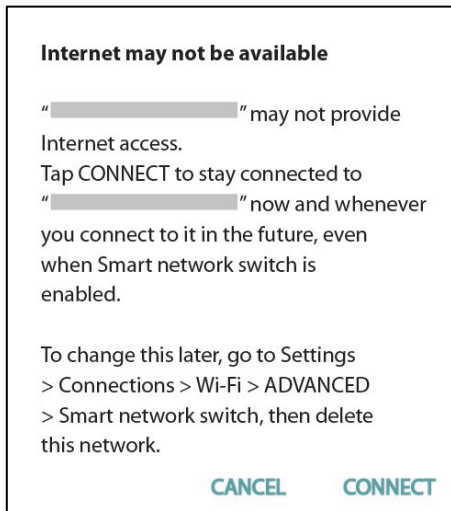 Internet may not be available
“ ” may not provide
Internet access.
Tap CONNECT to stay connected to
“ ” now and whenever
you connect to it in the future, even
when Smart network switch is
enabled.
To change this later, go to Settings
> Connections > Wi-Fi > ADVANCED
> Smart network switch, then delete
this network.
CANCEL CONNECT